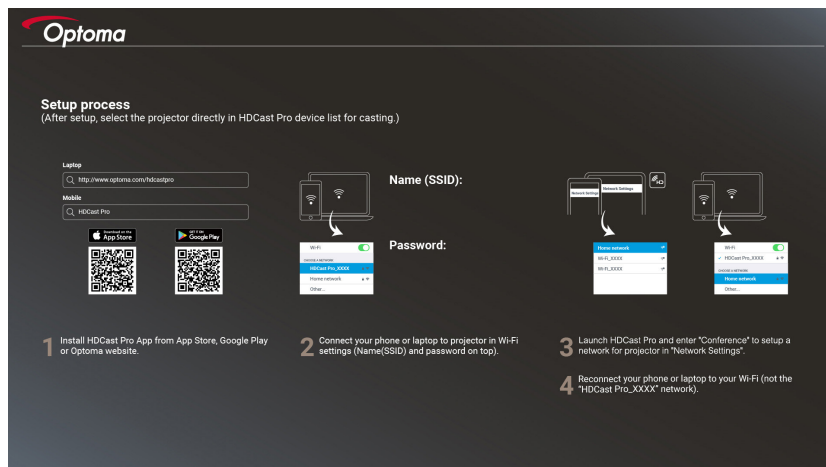 Optoma
Setup process
(After setup, select the projector directly in HDCast Pro device list for casting.)
Laptop
http://www.optoma.com/hdcastpro
Mobile
HDCast Pro
Download on the
App Store
GET IT ON
Google Play
1
Install HDCast Pro App from App Store, Google Play
or Optoma website.
Name (SSID):
Password:
Wi-Fi
CHOOSE A NETWORK
HDCast Pro_XXXX
Home network
Other...
2
Connect your phone or laptop to projector in Wi-Fi
settings (Name(SSID) and password on top).
Network Settings
Network Settings
Home network
Wi-Fi_XXXX
Wi-Fi_XXXX
Wi-Fi
HDCast Pro_XXXX
CHOOSE A NETWORK
Home network
Other...
3
Launch HDCast Pro and enter "Conference" to setup a
network for projector in "Network Settings".
4
Reconnect your phone or laptop to your Wi-Fi (not the
"HDCast Pro_XXXX" network).